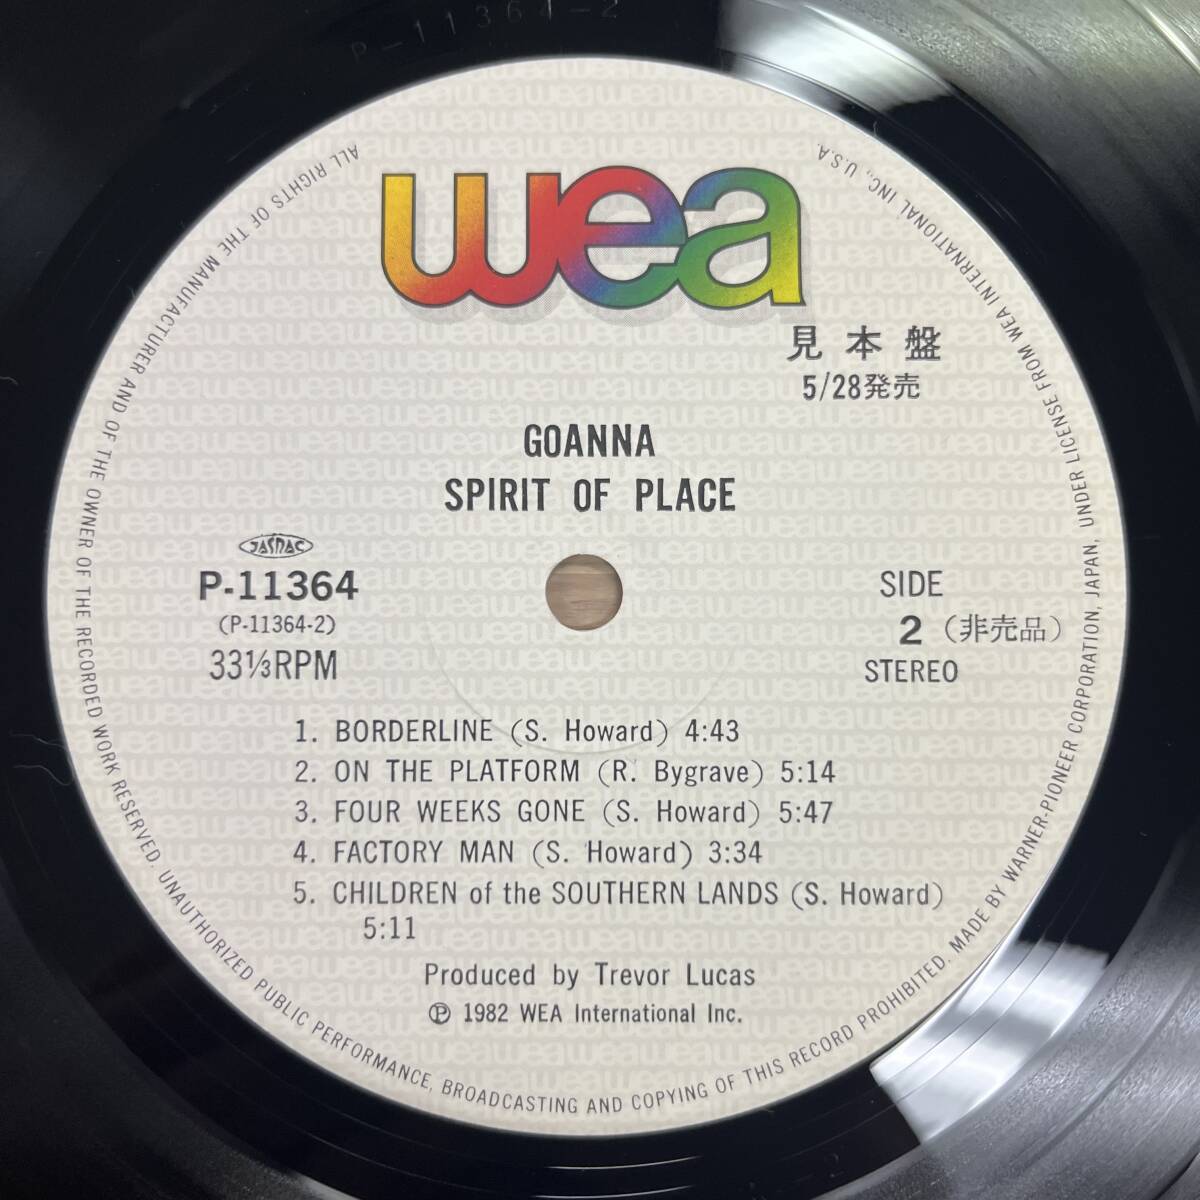 P-11364-2
wea
見本盤
5/28発売
GOANNA
SPIRIT OF PLACE
JASRAC
P-11364
(P-11364-2)
33⅓RPM
SIDE
2 (非売品)
STEREO
1. BORDERLINE (S. Howard) 4:43
2. ON THE PLATFORM (R. Bygrave) 5:14
3. FOUR WEEKS GONE (S. Howard) 5:47
4. FACTORY MAN (S. Howard) 3:34
5. CHILDREN of the SOUTHERN LANDS (S. Howard)
5:11
Produced by Trevor Lucas
Ⓟ 1982 WEA International Inc.
ALL RIGHTS OF THE MANUFACTURER AND OF THE OWNER OF THE RECORDED WORK RESERVED. UNAUTHORIZED PUBLIC PERFORMANCE, BROADCASTING AND COPYING OF THIS RECORD PROHIBITED. MADE BY WARNER-PIONEER CORPORATION, JAPAN, UNDER LICENSE FROM WEA INTERNATIONAL INC., U.S.A.